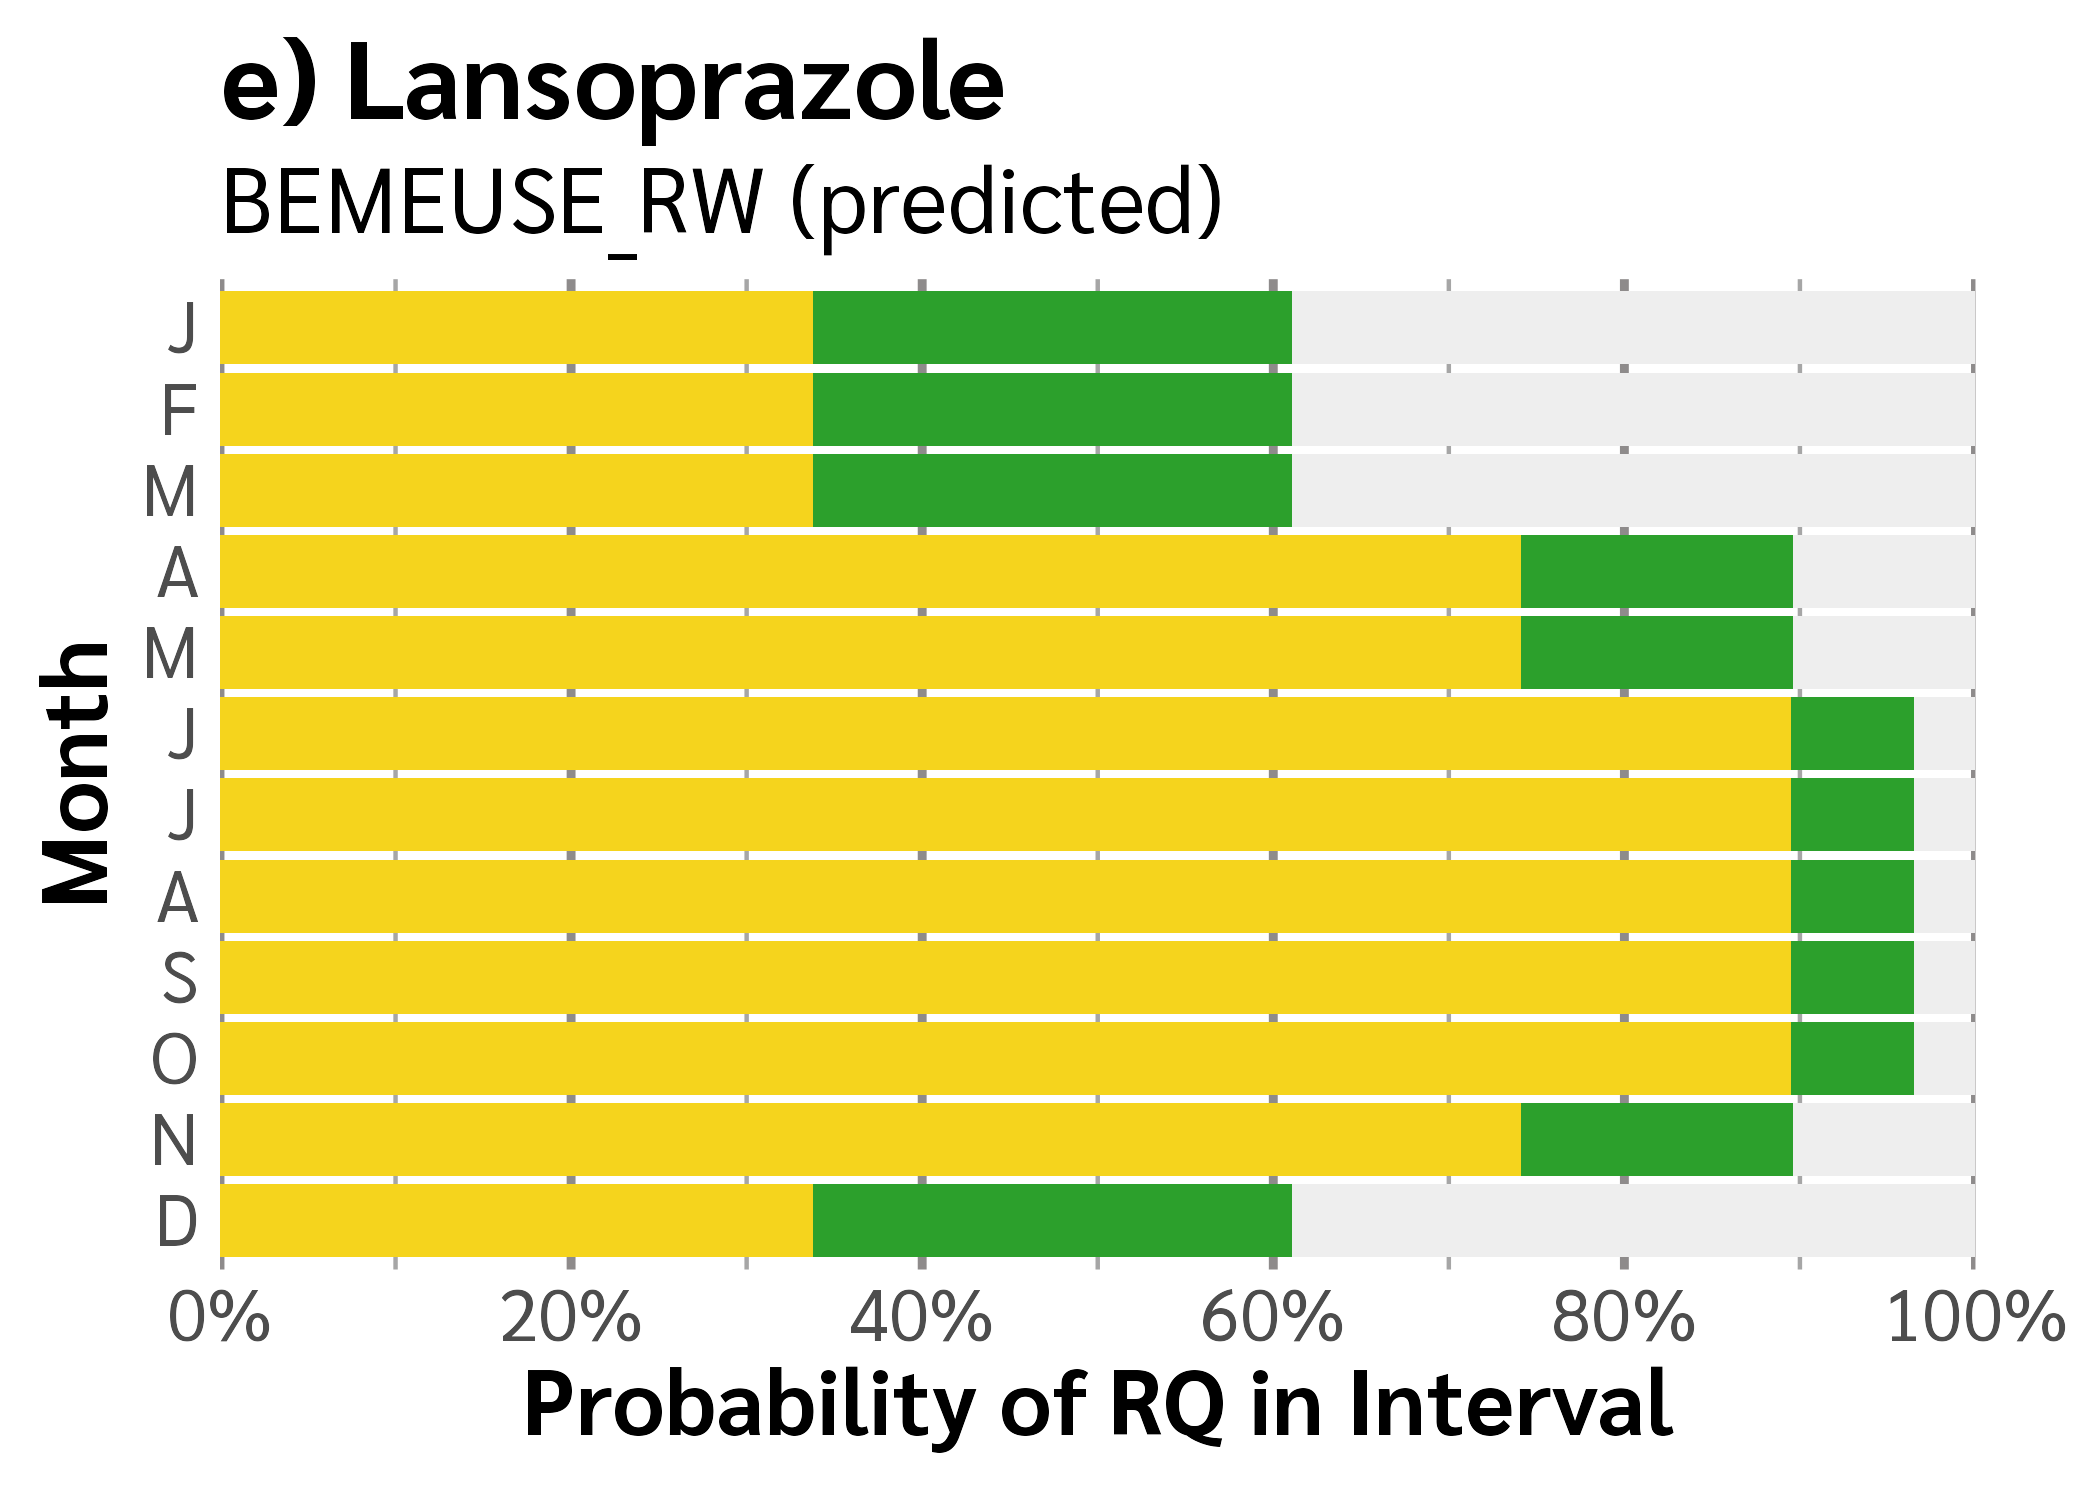 e) Lansoprazole
BEMEUSE_RW (predicted)
Month
J
F
M
A
M
J
J
A
S
O
N
D
0% 20% 40% 60% 80% 100%
Probability of RQ in Interval